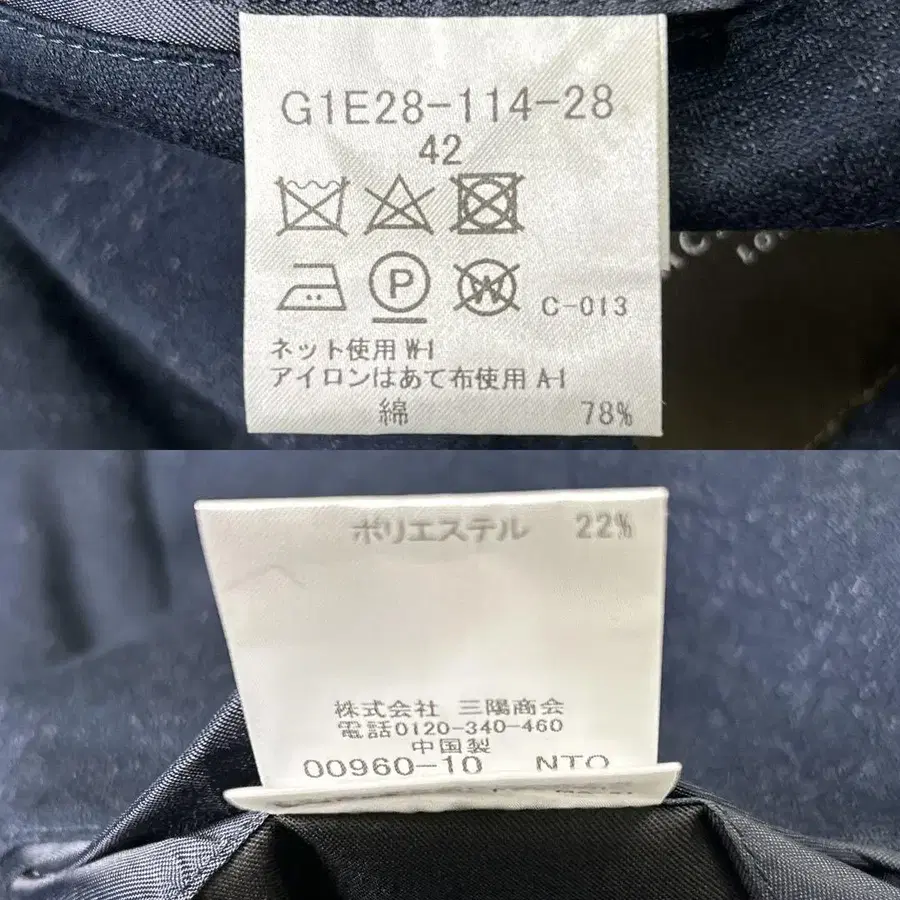 G1E28-114-28
42
P
W
C-013
ネット使用 W-1
アイロンはあて布使用 A-1
綿 78%
ポリエステル 22%
株式会社 三陽商会
電話0120-340-460
中国製
00960-10 NTO